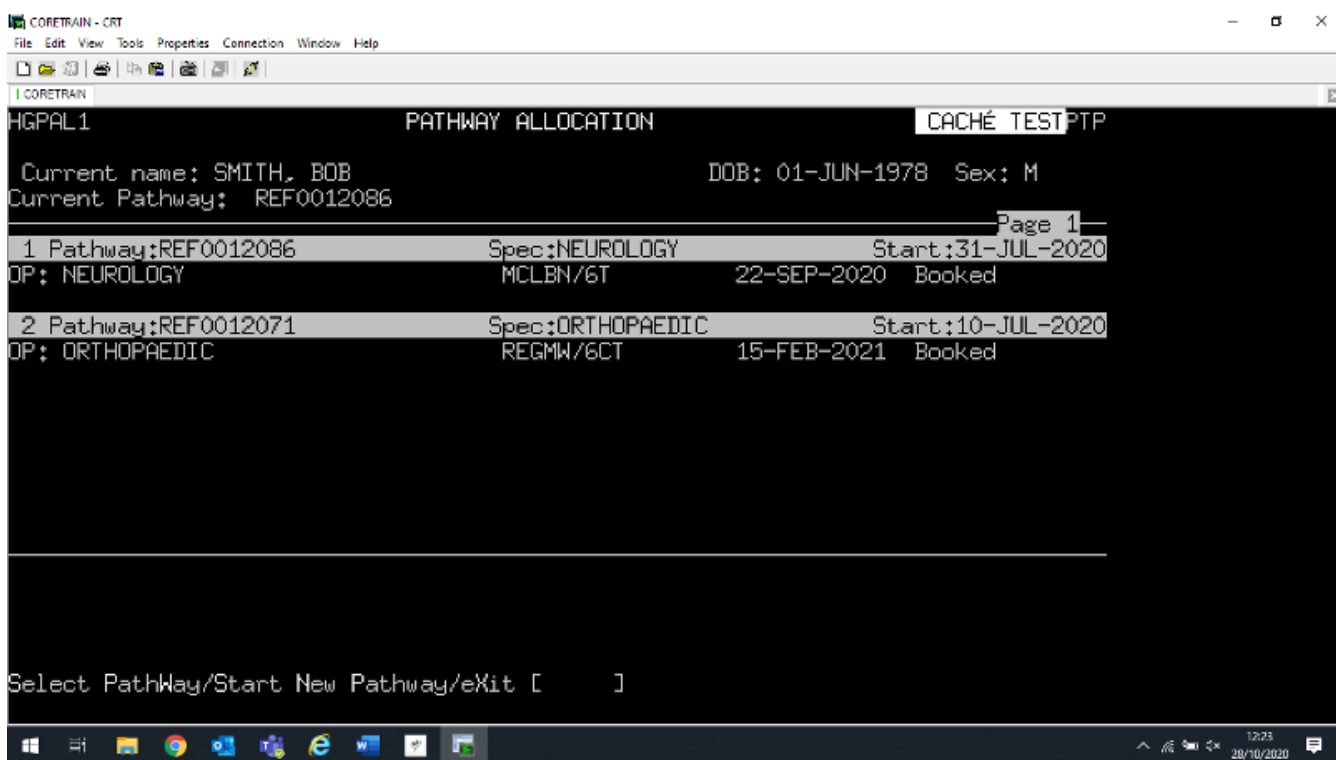 CORETRAIN - CRT
File Edit View Tools Properties Connection Window Help
CORETRAIN
HGPAL1 PATHWAY ALLOCATION CACHÉ TESTPTP
Current name: SMITH, BOB DOB: 01-JUN-1978 Sex: M
Current Pathway: REF0012086
Page 1
1 Pathway:REF0012086 Spec:NEUROLOGY Start:31-JUL-2020
OP: NEUROLOGY MCLBN/6T 22-SEP-2020 Booked
2 Pathway:REF0012071 Spec:ORTHOPAEDIC Start:10-JUL-2020
OP: ORTHOPAEDIC REGMW/6CT 15-FEB-2021 Booked
Select PathWay/Start New Pathway/eXit [ ]
12:23
28/10/2020